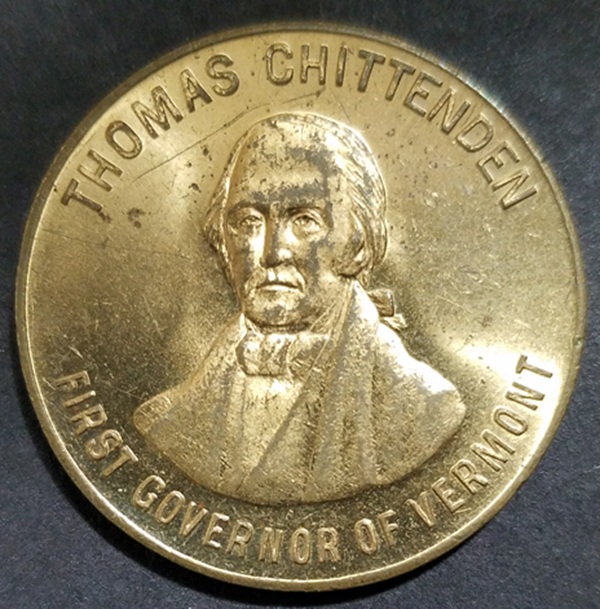 THOMAS CHITTENDEN
FIRST GOVERNOR OF VERMONT